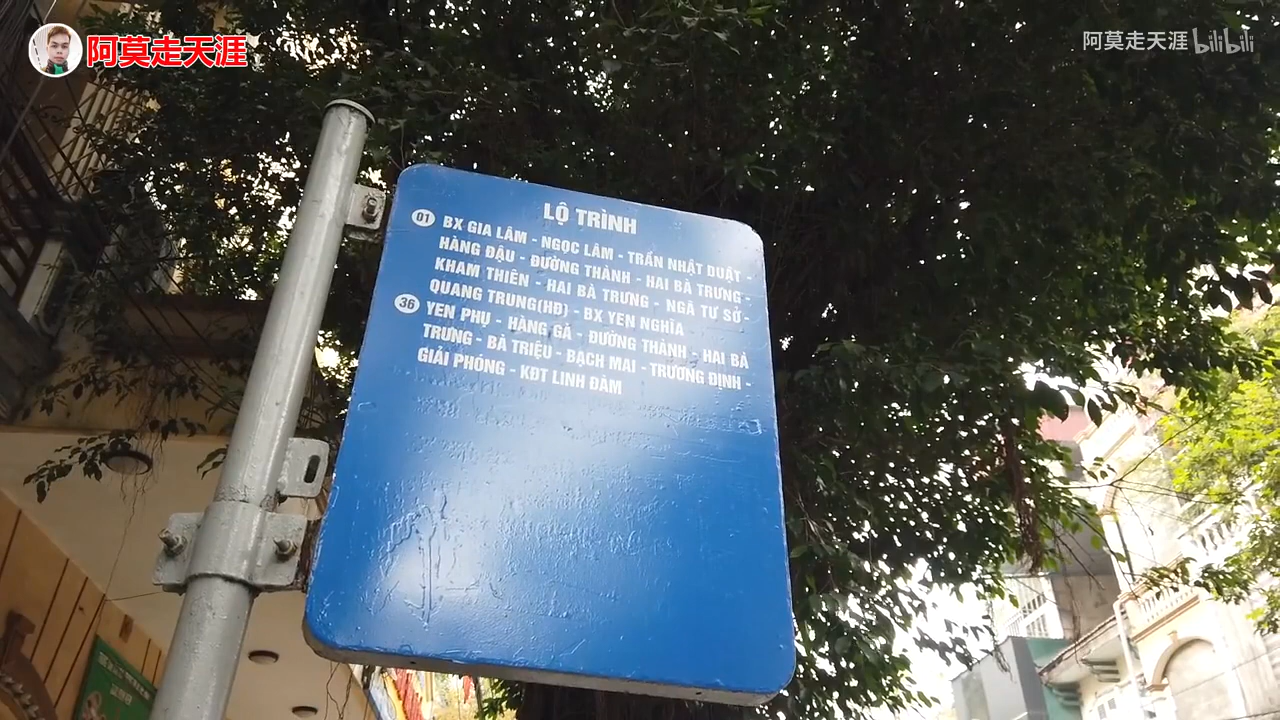 阿莫走天涯
阿莫走天涯 bilibili
LỘ TRÌNH
01 BX GIA LÂM - NGỌC LÂM - TRẦN NHẬT DUẬT -
HÀNG ĐẬU - ĐƯỜNG THÀNH - HAI BÀ TRƯNG -
KHÂM THIÊN - HAI BÀ TRƯNG - NGÃ TƯ SỞ -
QUANG TRUNG(HĐ) - BX YÊN NGHĨA
36 YÊN PHỤ - HÀNG GÀ - ĐƯỜNG THÀNH - HAI BÀ
TRƯNG - BÀ TRIỆU - BẠCH MAI - TRƯƠNG ĐỊNH -
GIẢI PHÓNG - KĐT LINH ĐÀM